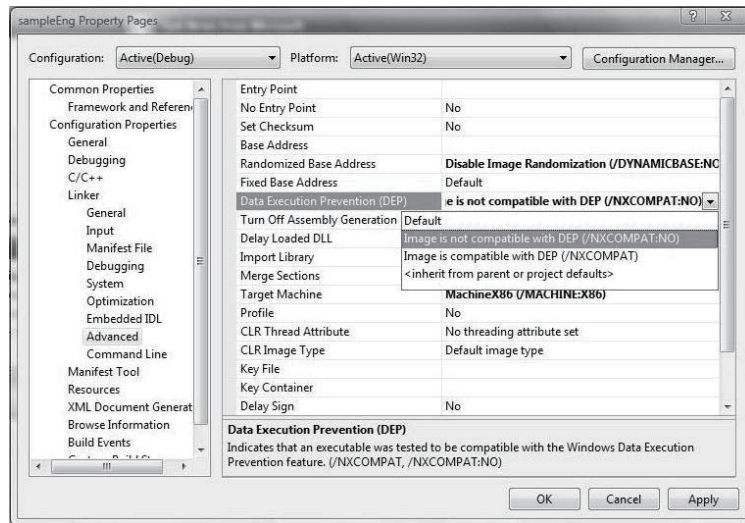 sampleEng Property Pages
Configuration: Active(Debug) Platform: Active(Win32) Configuration Manager...
Common Properties
Framework and Referen
Configuration Properties
General
Debugging
C/C++
Linker
General
Input
Manifest File
Debugging
System
Optimization
Embedded IDL
Advanced
Command Line
Manifest Tool
Resources
XML Document Generat
Browse Information
Build Events
Entry Point
No Entry Point No
Set Checksum No
Base Address
Randomized Base Address Disable Image Randomization (/DYNAMICBASE:NO
Fixed Base Address Default
Data Execution Prevention (DEP) e is not compatible with DEP (/NXCOMPAT:NO)
Turn Off Assembly Generation Default
Delay Loaded DLL Image is not compatible with DEP (/NXCOMPAT:NO)
Import Library Image is compatible with DEP (/NXCOMPAT)
Merge Sections <inherit from parent or project defaults>
Target Machine MachineX86 (/MACHINE:X86)
Profile No
CLR Thread Attribute No threading attribute set
CLR Image Type Default image type
Key File
Key Container
Delay Sign No
Data Execution Prevention (DEP)
Indicates that an executable was tested to be compatible with the Windows Data Execution
Prevention feature. (/NXCOMPAT, /NXCOMPAT:NO)
OK Cancel Apply